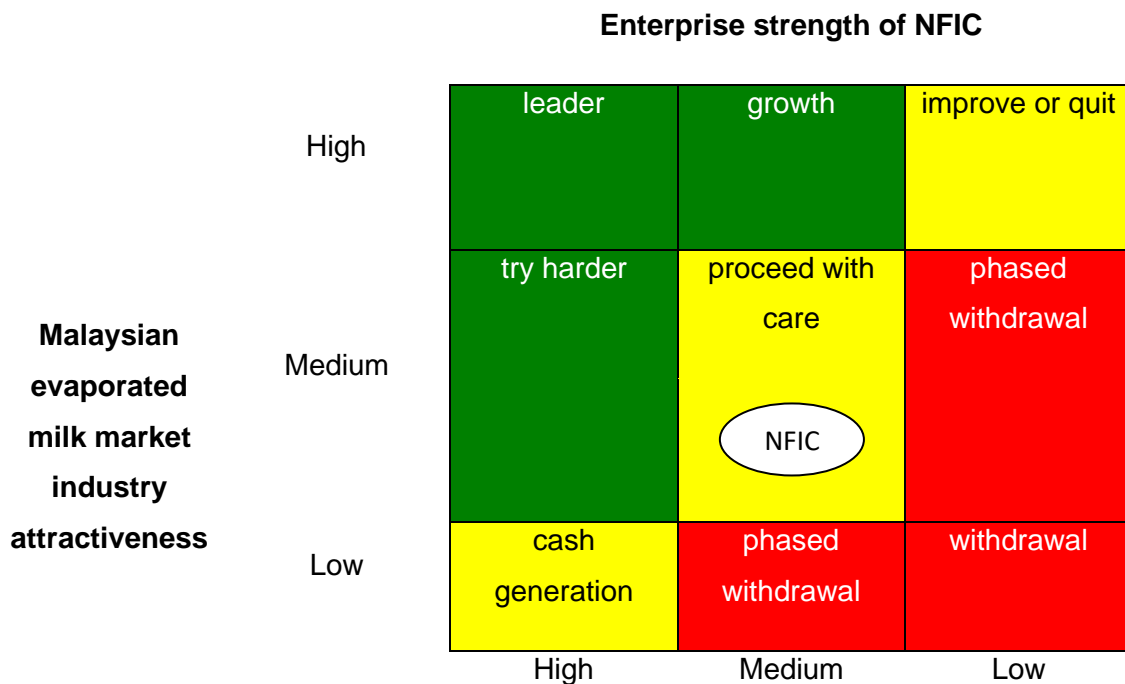 Enterprise strength of NFIC
leader
growth
improve or quit
High
try harder
proceed with
care
phased
withdrawal
Malaysian
evaporated
milk market
industry
attractiveness
Medium
NFIC
cash
generation
phased
withdrawal
withdrawal
Low
High
Medium
Low